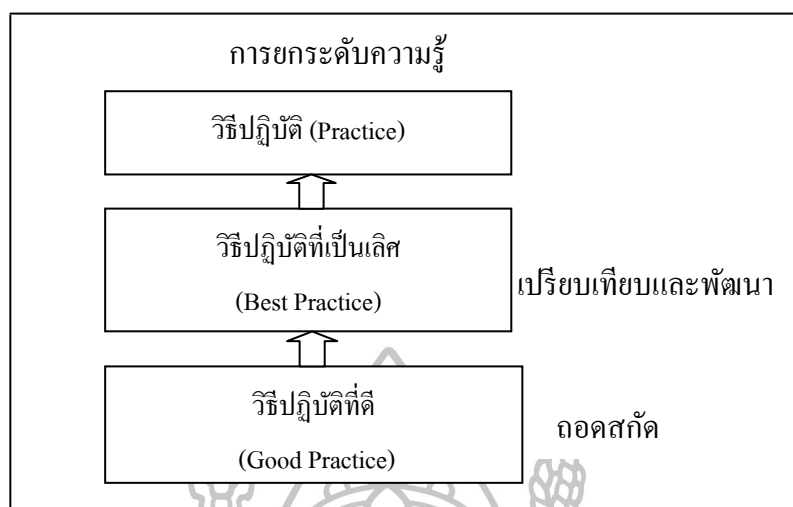 การยกระดับความรู้
วิธีปฏิบัติ (Practice)
วิธีปฏิบัติที่เป็นเลิศ
(Best Practice)
เปรียบเทียบและพัฒนา
วิธีปฏิบัติที่ดี
(Good Practice)
ถอดสกัด